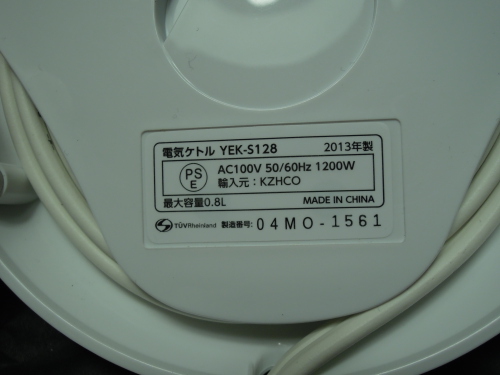 電気ケトル YEK-S128 2013年製
PS
E
AC100V 50/60Hz 1200W
輸入元：KZHCO
最大容量0.8L MADE IN CHINA
TÜVRheinland 製造番号: 04MO-1561